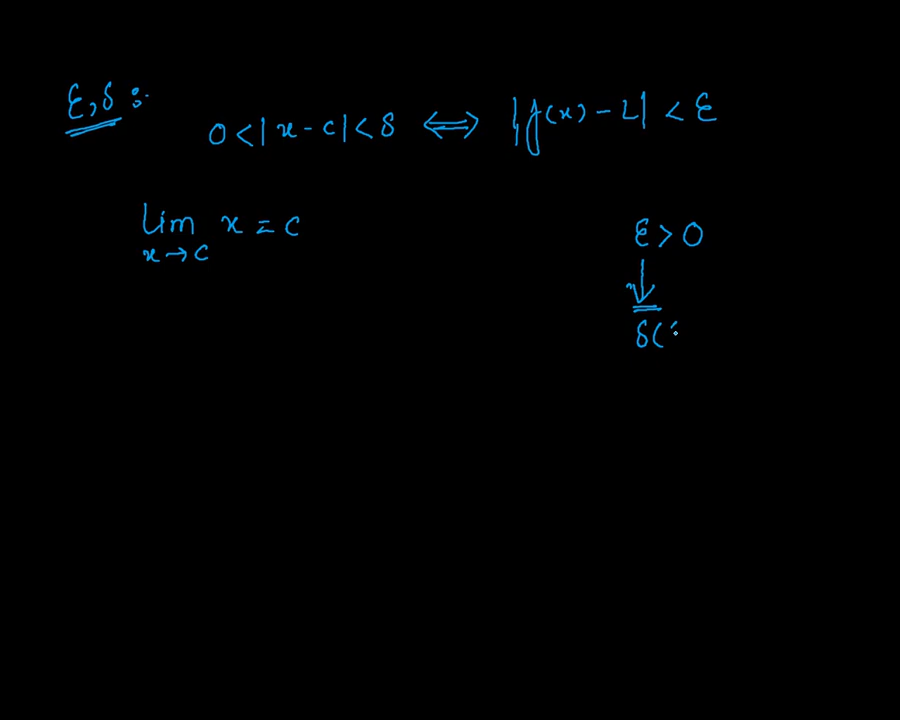 ε, δ :-
0 < |x - c| < δ ⟺ |f(x) - L| < ε
lim x = c
x → c
ε > 0
↓
δ(